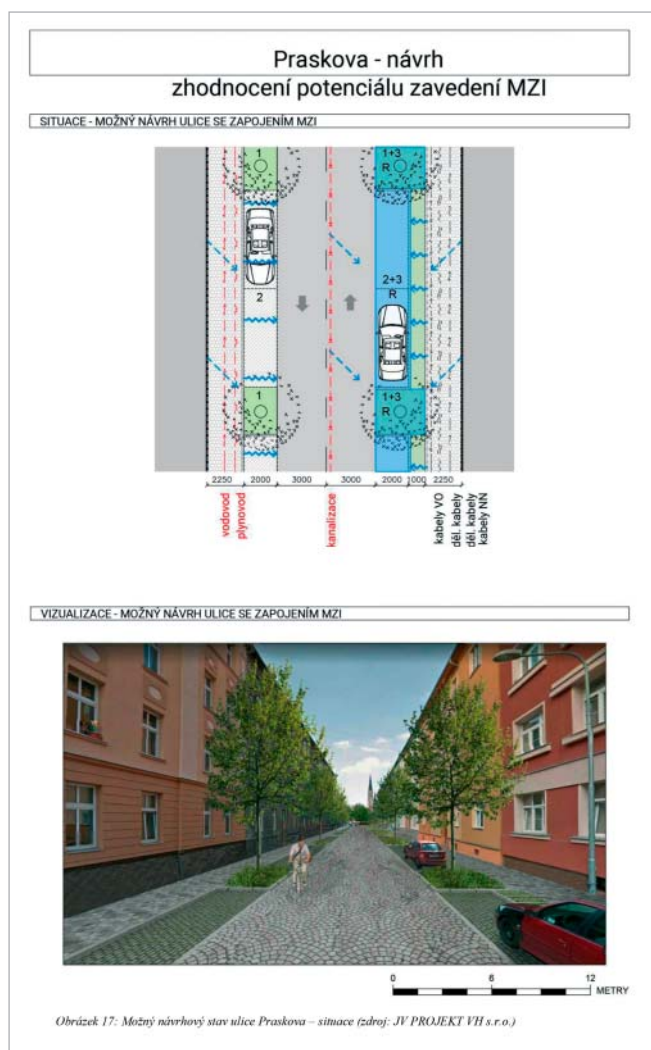 Praskova - návrh
zhodnocení potenciálu zavedení MZI
SITUACE - MOŽNÝ NÁVRH ULICE SE ZAPOJENÍM MZI
1
1+3
R
2
2+3
R
1
1+3
R
2250
2000
3000
3000
2000
1000
2250
vodovod
plynovod
kanalizace
kabely VO
děl. kabely
děl. kabely
kabely NN
VIZUALIZACE - MOŽNÝ NÁVRH ULICE SE ZAPOJENÍM MZI
0 6 12
METRY
Obrázek 17: Možný návrhový stav ulice Praskova – situace (zdroj: JV PROJEKT VH s.r.o.)